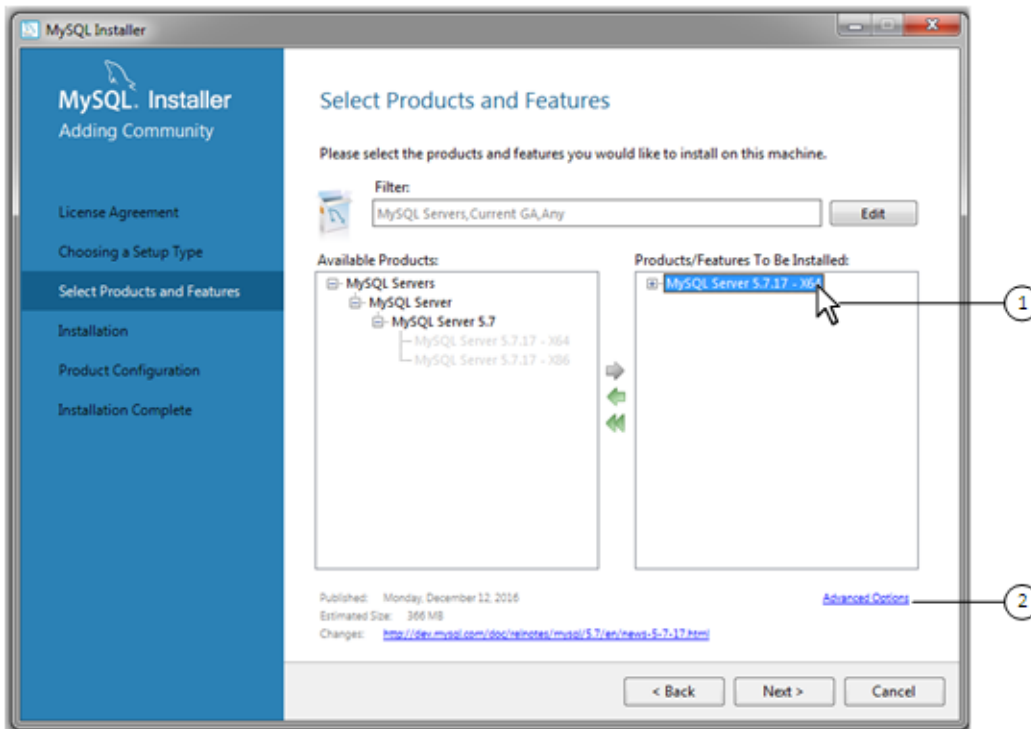 MySQL Installer
MySQL. Installer
Adding Community
License Agreement
Choosing a Setup Type
Select Products and Features
Installation
Product Configuration
Installation Complete
Select Products and Features
Please select the products and features you would like to install on this machine.
Filter:
MySQL Servers,Current GA,Any
Edit
Available Products:
MySQL Servers
MySQL Server
MySQL Server 5.7
MySQL Server 5.7.17 - X64
MySQL Server 5.7.17 - X86
Products/Features To Be Installed:
MySQL Server 5.7.17 - X64
1
Published: Monday, December 12, 2016
Estimated Size: 366 MB
Changes: http://dev.mysql.com/doc/relnotes/mysql/5.7/en/news-5-7-17.html
Advanced Options
2
< Back
Next >
Cancel